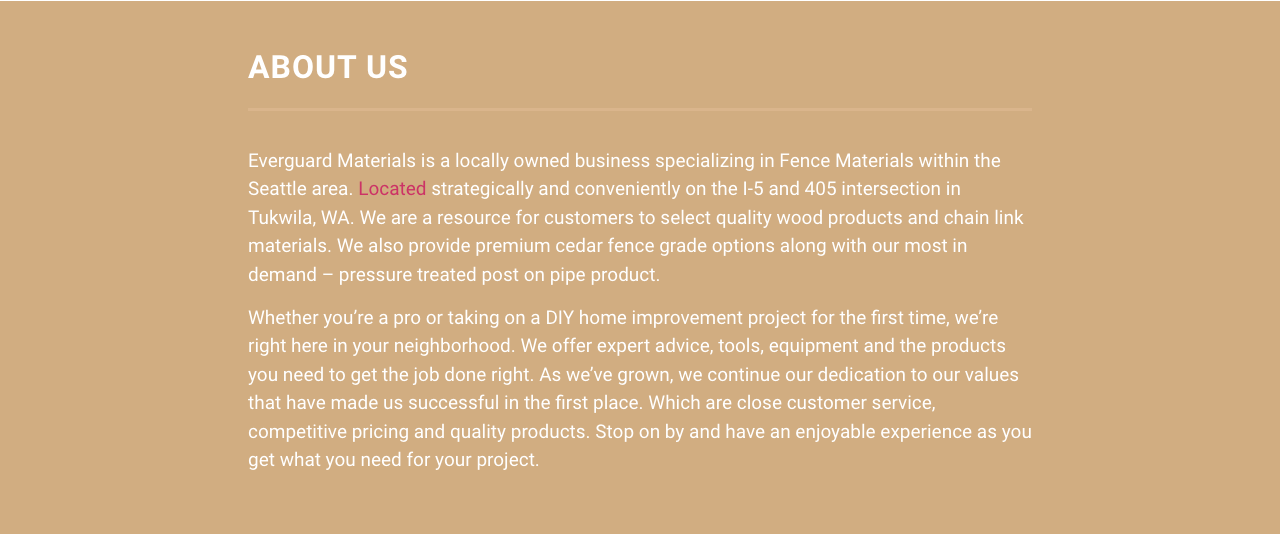 ABOUT US
Everguard Materials is a locally owned business specializing in Fence Materials within the
Seattle area. Located strategically and conveniently on the I-5 and 405 intersection in
Tukwila, WA. We are a resource for customers to select quality wood products and chain link
materials. We also provide premium cedar fence grade options along with our most in
demand – pressure treated post on pipe product.
Whether you’re a pro or taking on a DIY home improvement project for the first time, we’re
right here in your neighborhood. We offer expert advice, tools, equipment and the products
you need to get the job done right. As we’ve grown, we continue our dedication to our values
that have made us successful in the first place. Which are close customer service,
competitive pricing and quality products. Stop on by and have an enjoyable experience as you
get what you need for your project.